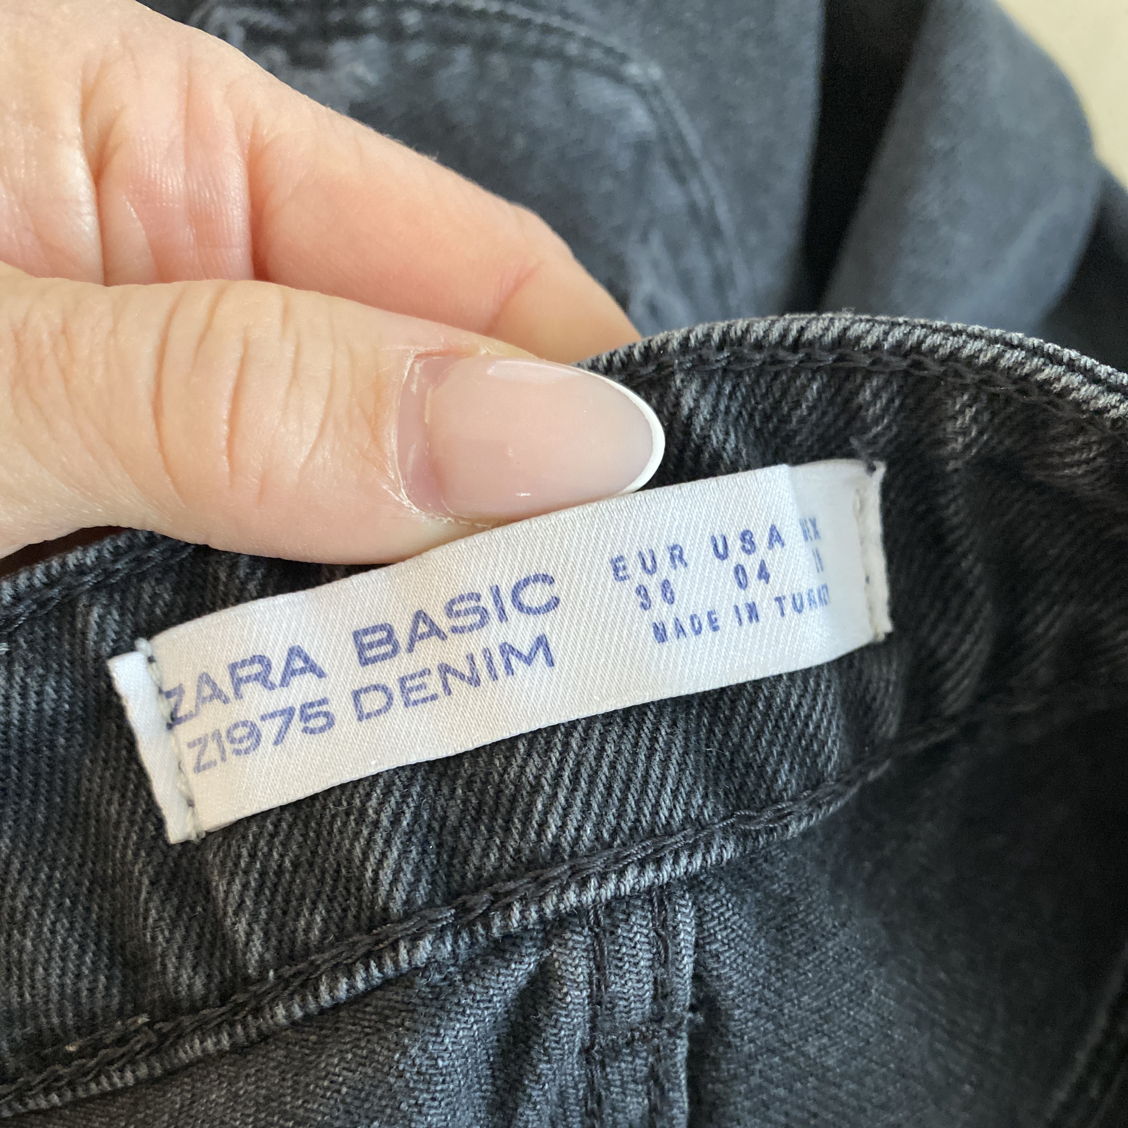 ZARA BASIC
Z1975 DENIM
EUR USA
36 04
MADE IN TURKEY